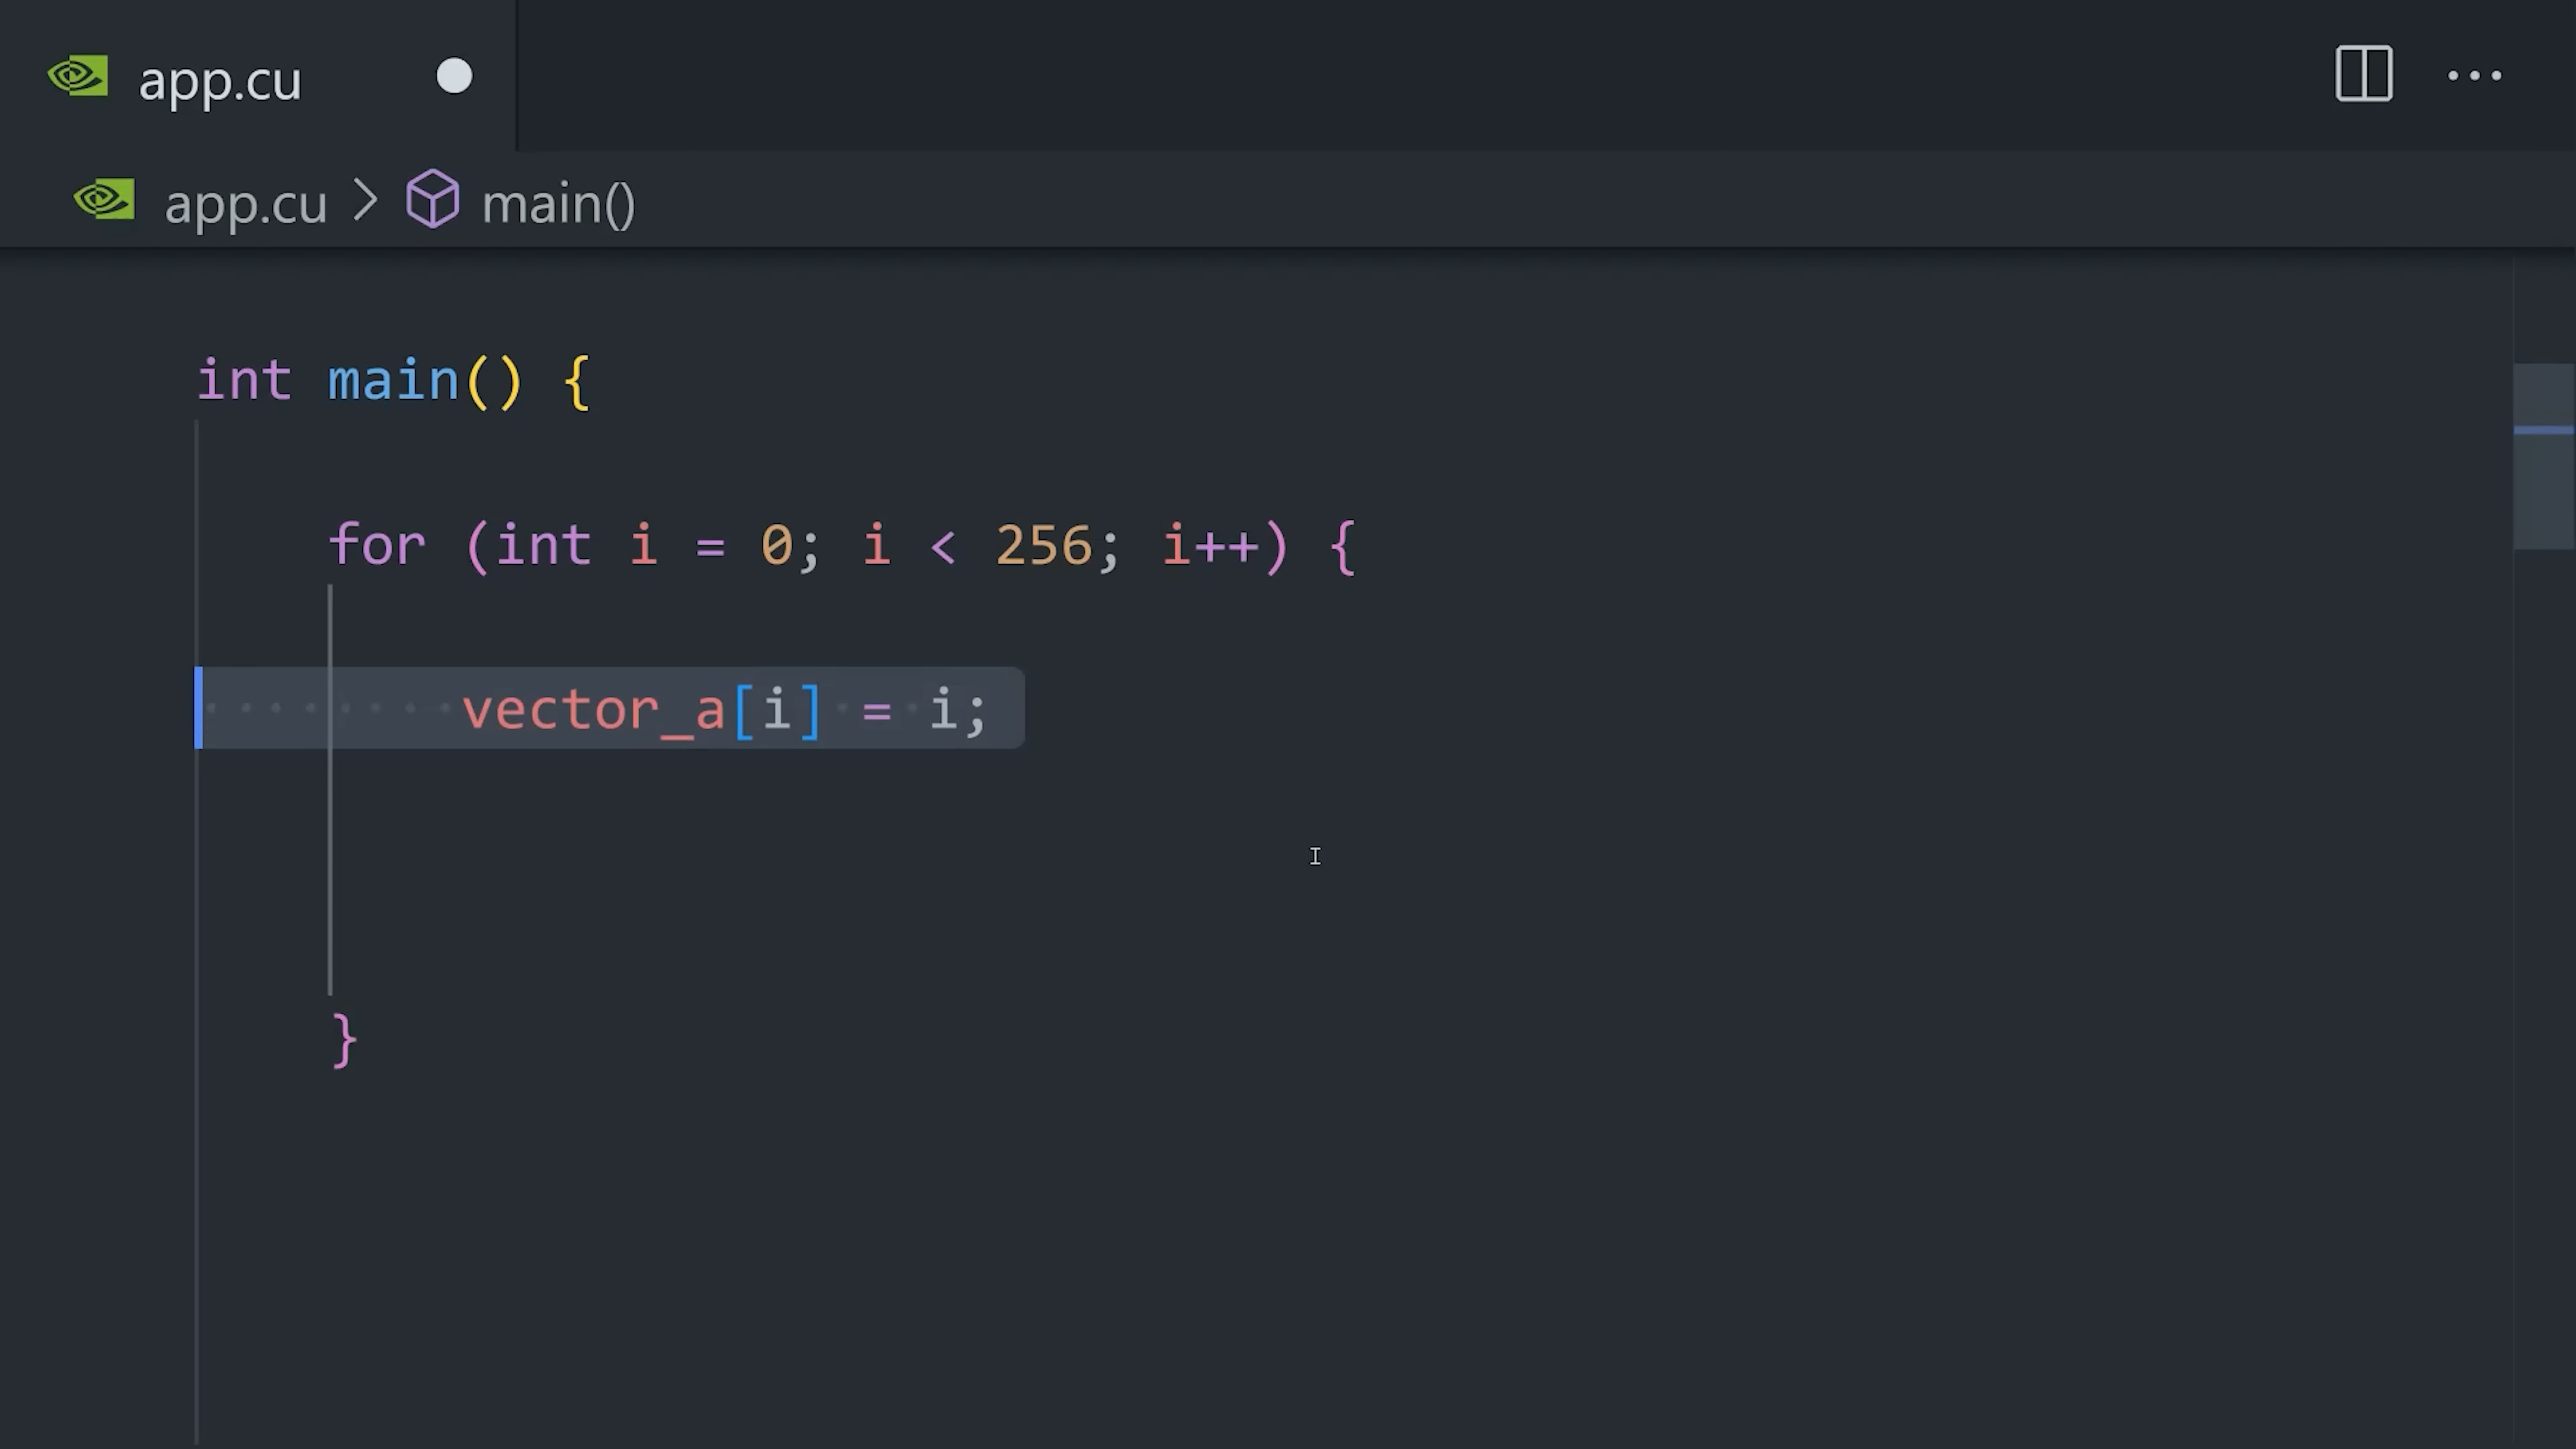 app.cu
app.cu > main()
int main() {
for (int i = 0; i < 256; i++) {
vector_a[i] = i;
}